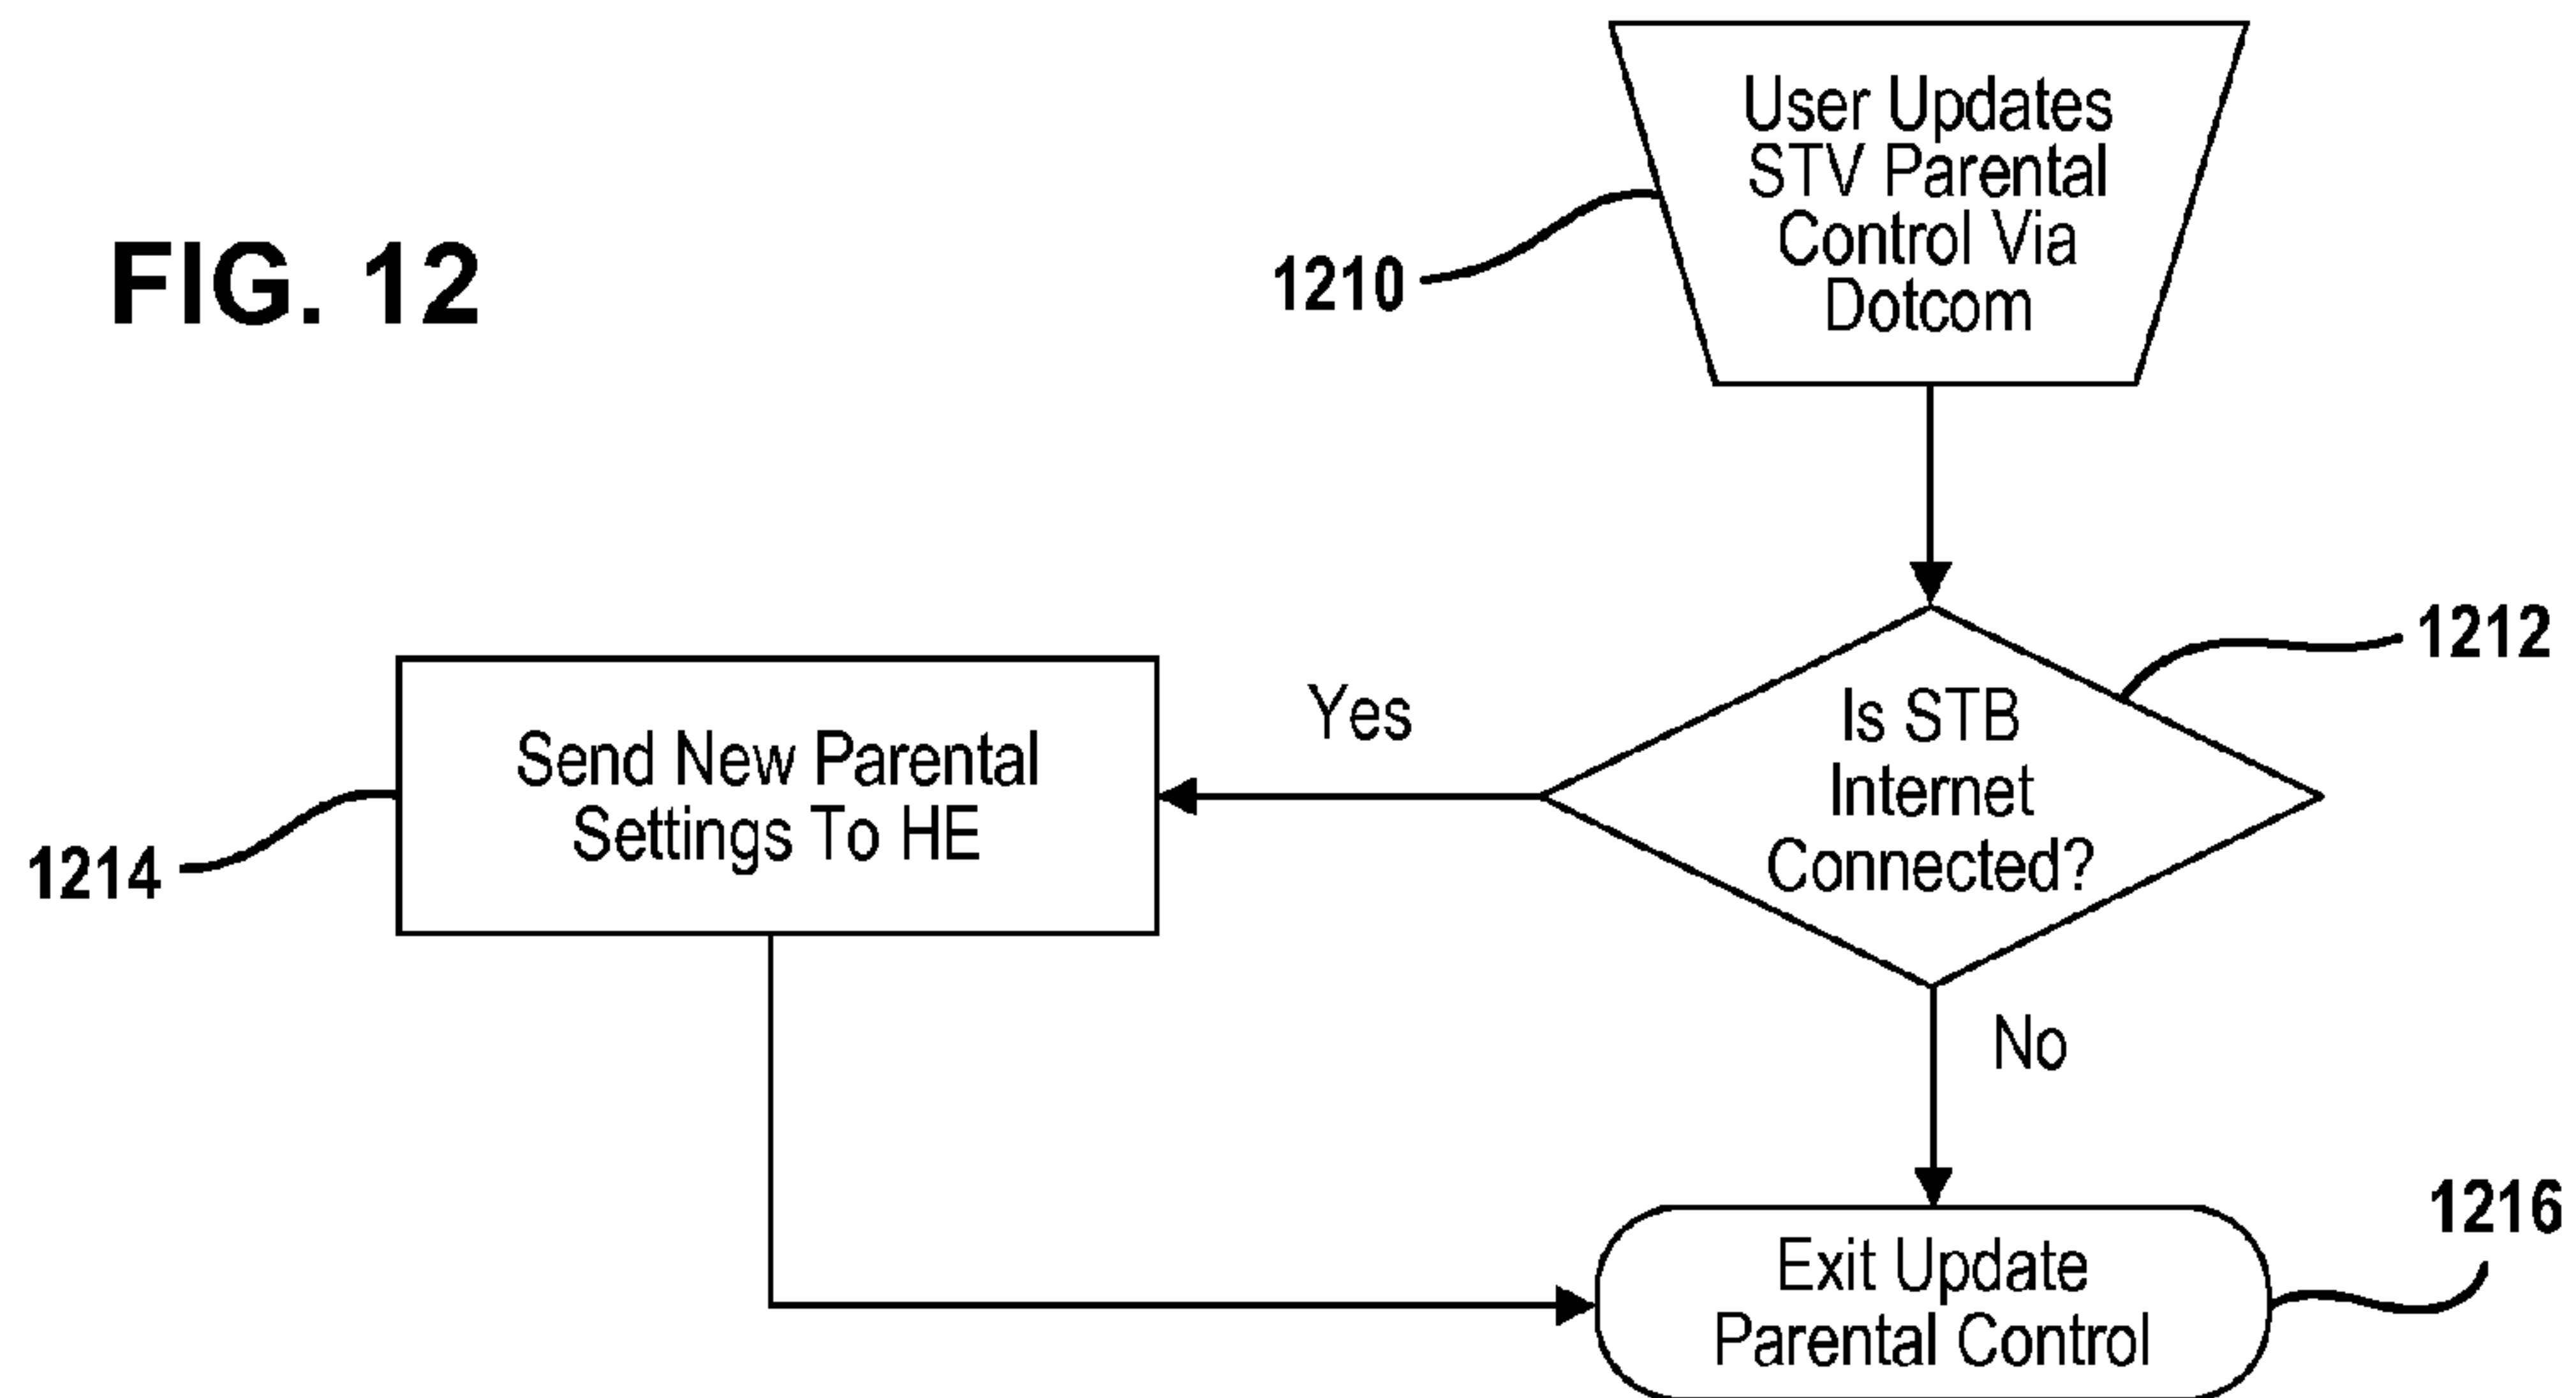 FIG. 12
User Updates
STV Parental
Control Via
Dotcom
1210
1212
Is STB
Internet
Connected?
Yes
Send New Parental
Settings To HE
1214
No
1216
Exit Update
Parental Control